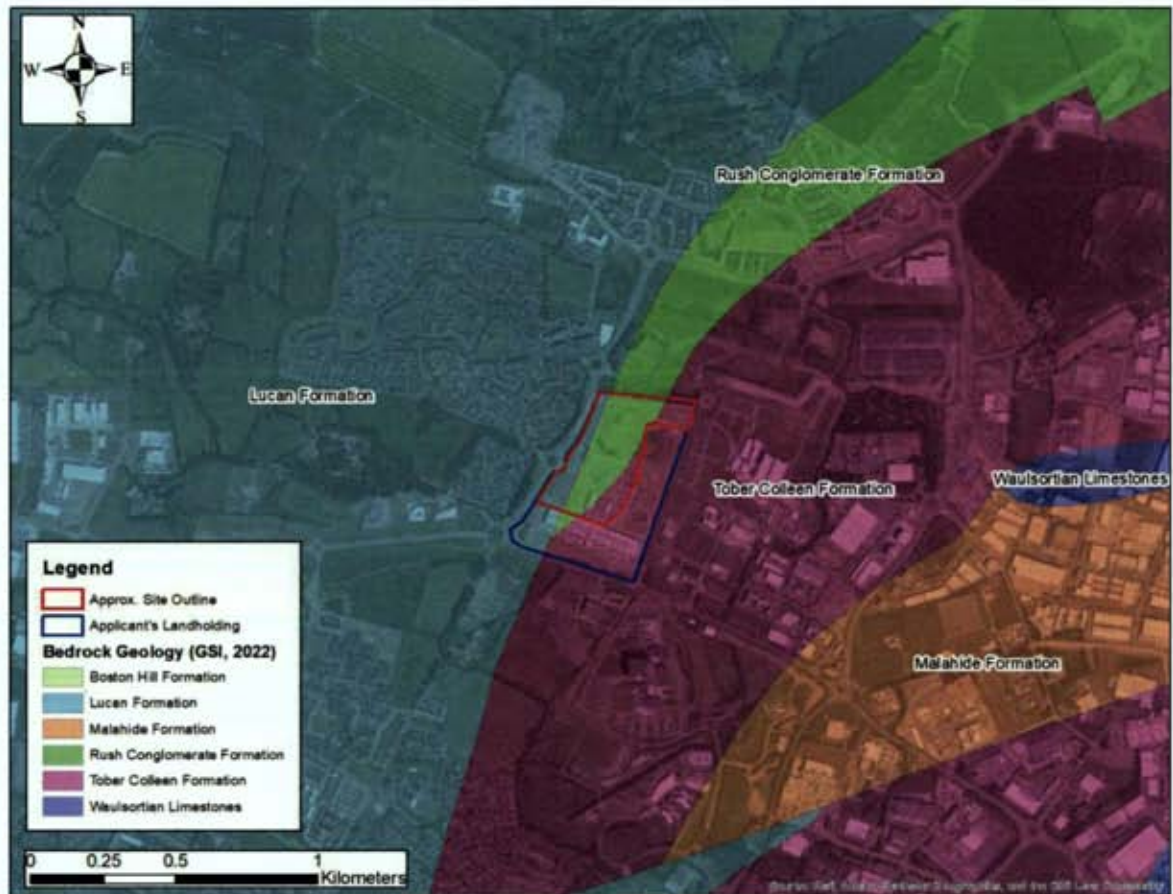 N
W E
S
Rush Conglomerate Formation
Lucan Formation
Waulsortian Limestones
Tober Colleen Formation
Malahide Formation
Legend
Approx. Site Outline
Applicant's Landholding
Bedrock Geology (GSI, 2022)
Boston Hill Formation
Lucan Formation
Malahide Formation
Rush Conglomerate Formation
Tober Colleen Formation
Waulsortian Limestones
0 0.25 0.5 1
Kilometers